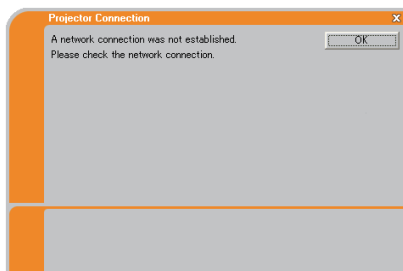 Projector Connection
A network connection was not established.
OK
Please check the network connection.